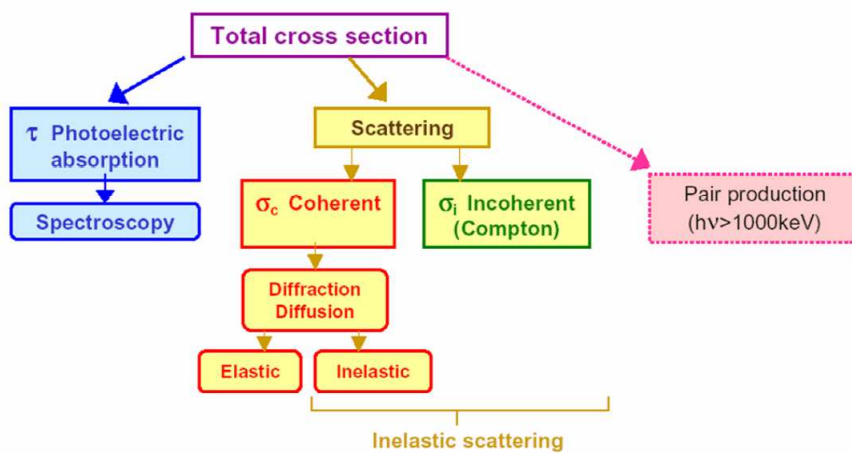 Total cross section
τ Photoelectric
absorption
Spectroscopy
Scattering
σc Coherent
σi Incoherent
(Compton)
Pair production
(hν>1000keV)
Diffraction
Diffusion
Elastic
Inelastic
Inelastic scattering